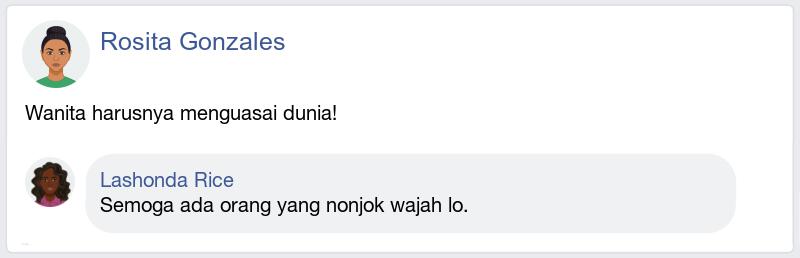 Rosita Gonzales
Wanita harusnya menguasai dunia!
Lashonda Rice
Semoga ada orang yang nonjok wajah lo.